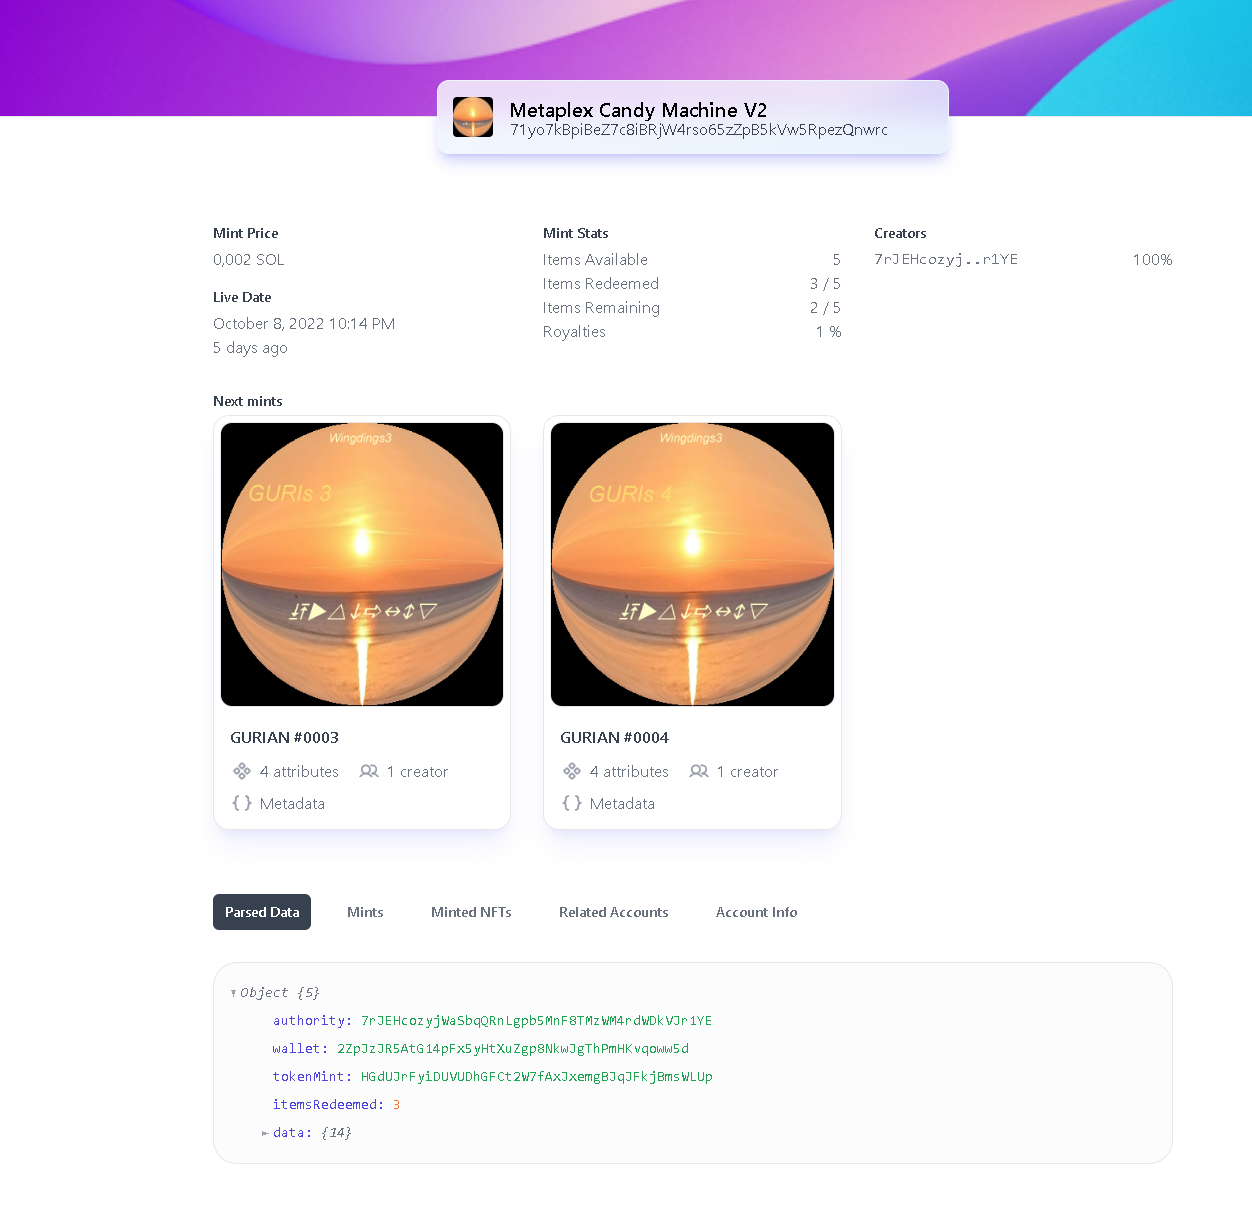 Metaplex Candy Machine V2
71yo7kBpiBeZ7c8iBRjW4rso65zZpB5kVw5RpezQnwrc
Mint Price
0,002 SOL
Live Date
October 8, 2022 10:14 PM
5 days ago
Mint Stats
Items Available 5
Items Redeemed 3 / 5
Items Remaining 2 / 5
Royalties 1 %
Creators
7rJEHcozyj..r1YE 100%
Next mints
Wingdings3
GURIs 3
GURIAN #0003
4 attributes 1 creator
{ } Metadata
Wingdings3
GURIs 4
GURIAN #0004
4 attributes 1 creator
{ } Metadata
Parsed Data Mints Minted NFTs Related Accounts Account Info
▼Object {5}
authority: 7rJEHcozyjWaSbqQRnLgpb5MnF8TMzWM4rdWDkVJr1YE
wallet: 2ZpJzJR5AtG14pFx5yHtXuZgp8NkwJgThPmHKvqoww5d
tokenMint: HGdUJrFyiDUVUDhGFCt2W7fAxJxemgBJqJFkjBmsWLUp
itemsRedeemed: 3
►data: {14}